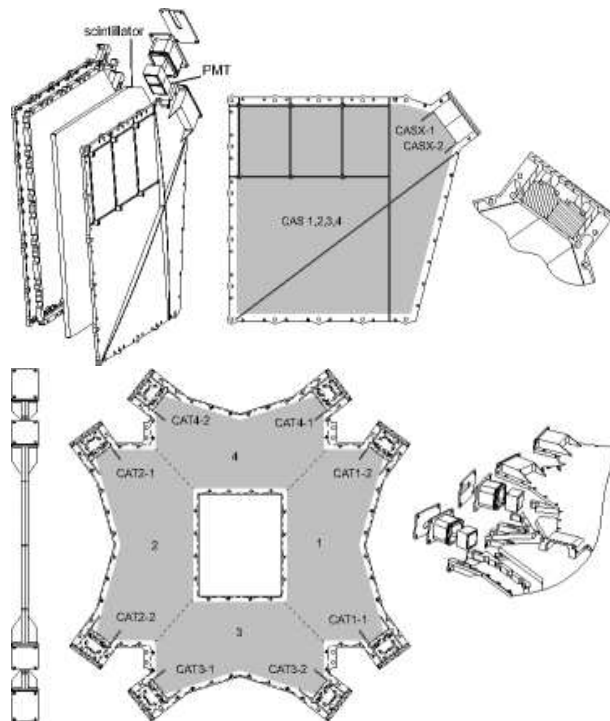 scintillator
PMT
CASX-1
CASX-2
CAS 1,2,3,4
CAT4-2
CAT4-1
4
CAT2-1
CAT1-2
2
1
CAT2-2
CAT1-1
3
CAT3-1
CAT3-2